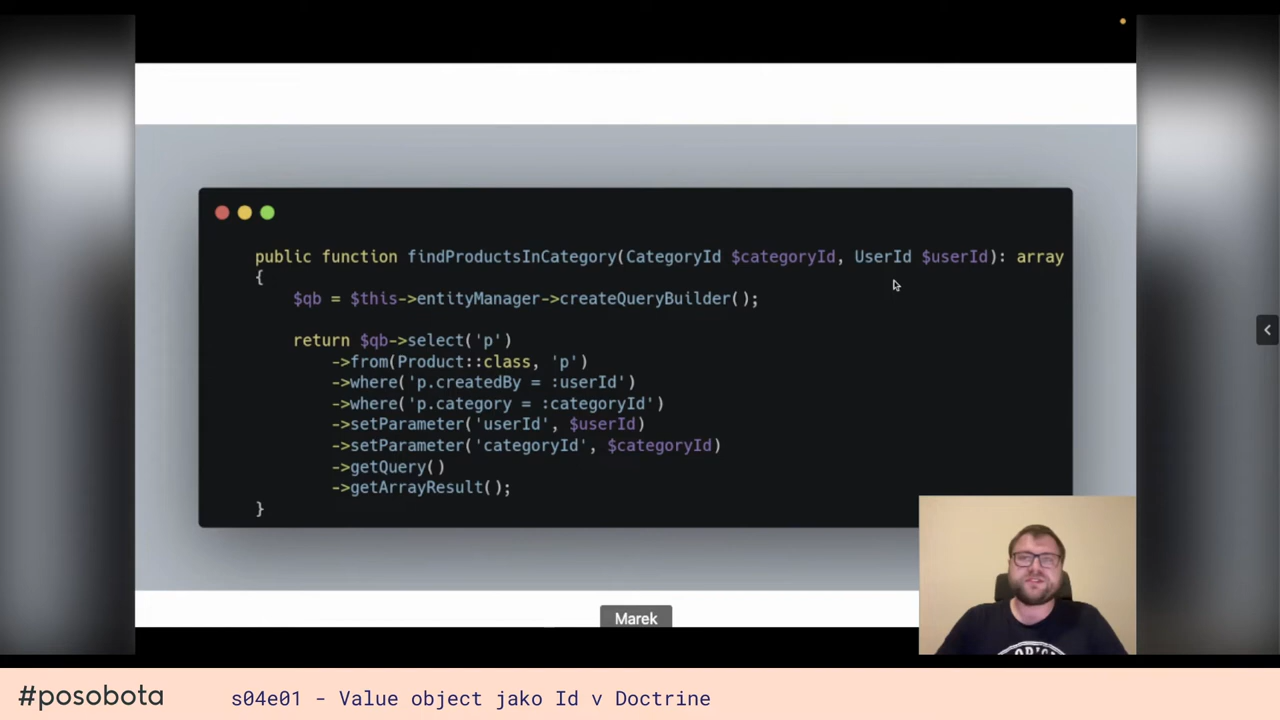 public function findProductsInCategory(CategoryId $categoryId, UserId $userId): array
{
$qb = $this->entityManager->createQueryBuilder();
return $qb->select('p')
->from(Product::class, 'p')
->where('p.createdBy = :userId')
->where('p.category = :categoryId')
->setParameter('userId', $userId)
->setParameter('categoryId', $categoryId)
->getQuery()
->getArrayResult();
}
Marek
#posobota s04e01 - Value object jako Id v Doctrine